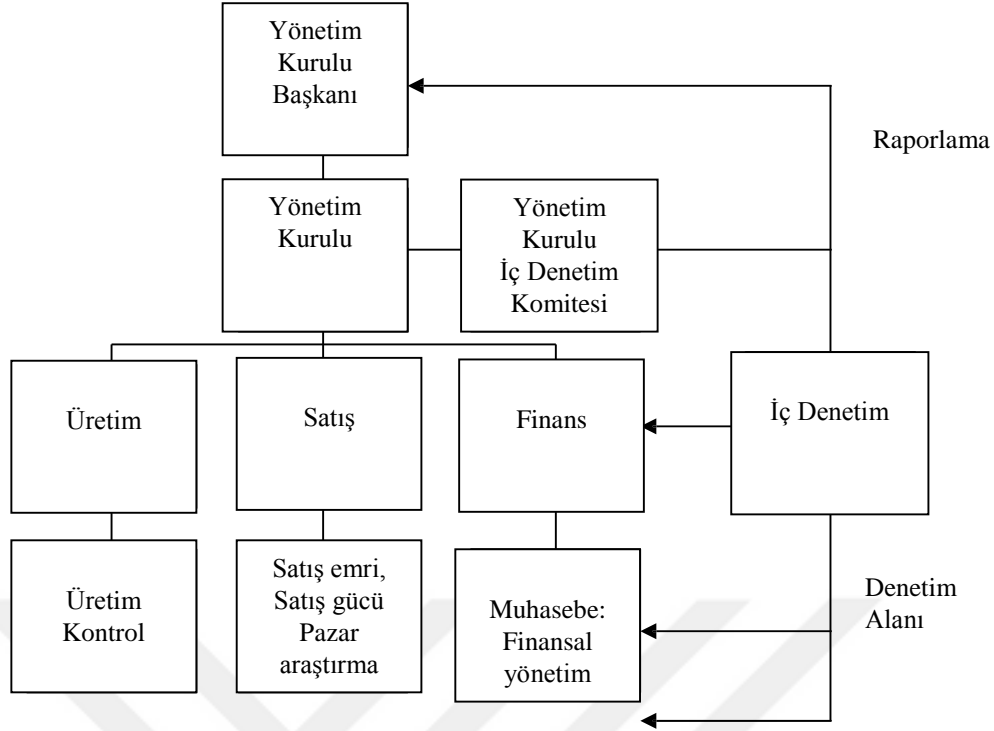 Yönetim
Kurulu
Başkanı
Raporlama
Yönetim
Kurulu
Yönetim
Kurulu
İç Denetim
Komitesi
Üretim
Satış
Finans
İç Denetim
Üretim
Kontrol
Satış emri,
Satış gücü
Pazar
araştırma
Muhasebe:
Finansal
yönetim
Denetim
Alanı